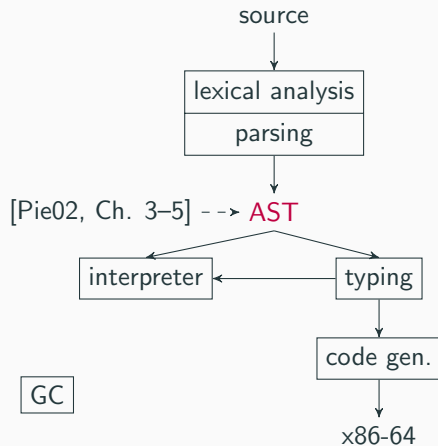 source
lexical analysis
parsing
[Pie02, Ch. 3–5]
AST
interpreter
typing
code gen.
GC
x86-64